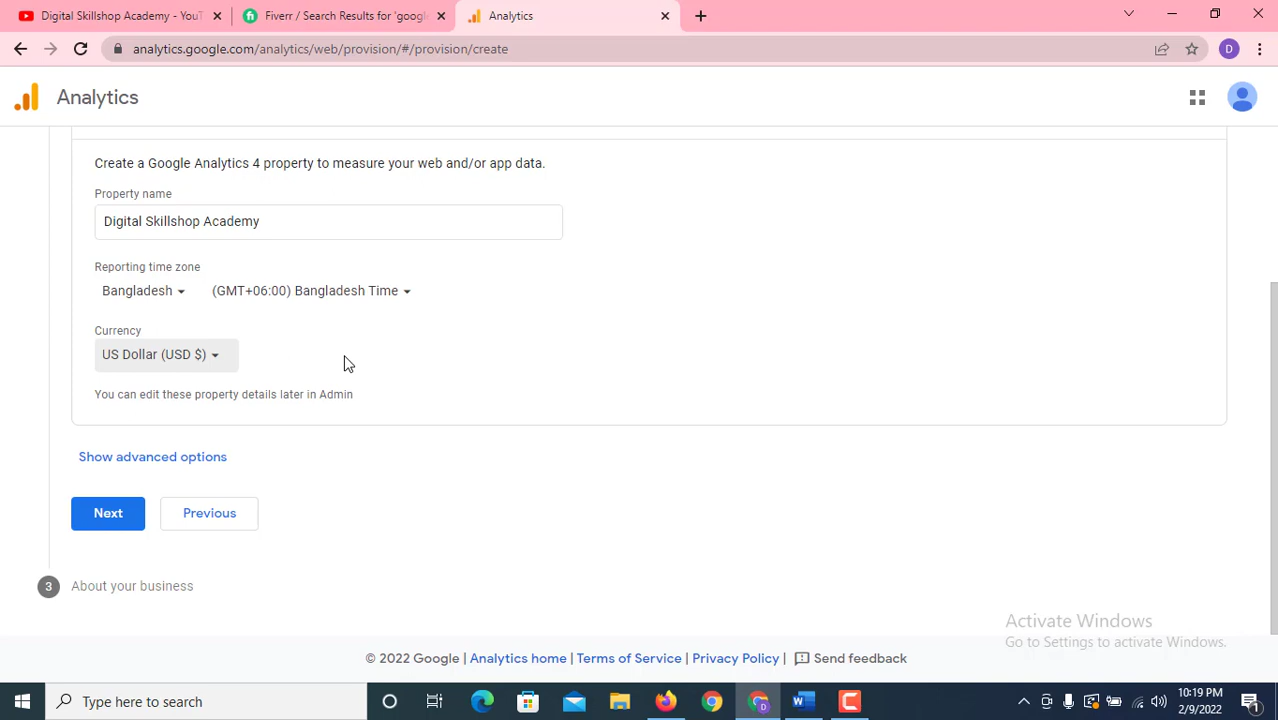 Digital Skillshop Academy - YouT
Fiverr / Search Results for 'google
Analytics
analytics.google.com/analytics/web/provision/#/provision/create
D
Analytics
Create a Google Analytics 4 property to measure your web and/or app data.
Property name
Digital Skillshop Academy
Reporting time zone
Bangladesh (GMT+06:00) Bangladesh Time
Currency
US Dollar (USD $)
You can edit these property details later in Admin
Show advanced options
Next Previous
3 About your business
Activate Windows
Go to Settings to activate Windows.
© 2022 Google | Analytics home | Terms of Service | Privacy Policy | Send feedback
Type here to search
10:19 PM
2/9/2022